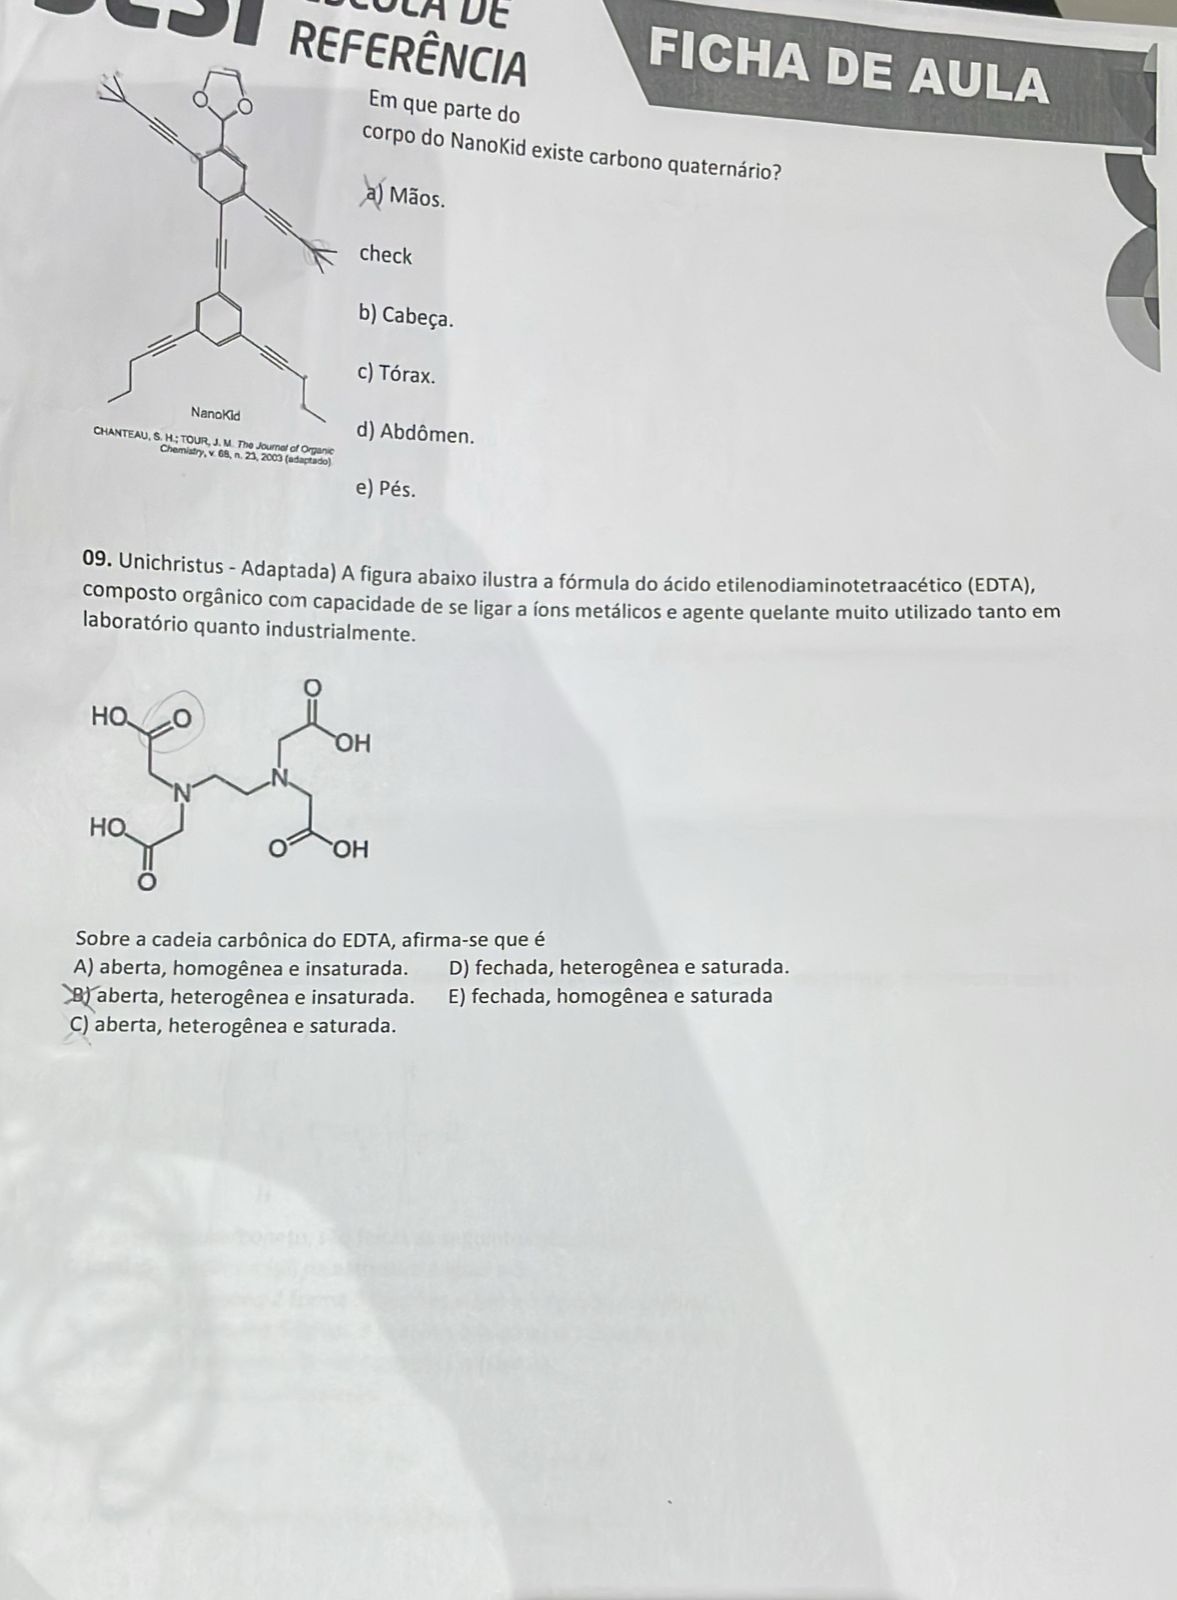 ESCOLA DE
REFERÊNCIA
FICHA DE AULA
Em que parte do
corpo do NanoKid existe carbono quaternário?
a) Mãos.
check
b) Cabeça.
c) Tórax.
d) Abdômen.
e) Pés.
O
O
NanoKid
CHANTEAU, S. H.; TOUR, J. M. The Journal of Organic
Chemistry, v. 68, n. 23, 2003 (adaptado).
09. Unichristus - Adaptada) A figura abaixo ilustra a fórmula do ácido etilenodiaminotetraacético (EDTA),
composto orgânico com capacidade de se ligar a íons metálicos e agente quelante muito utilizado tanto em
laboratório quanto industrialmente.
O
HO O
OH
N
N
HO
O OH
O
Sobre a cadeia carbônica do EDTA, afirma-se que é
A) aberta, homogênea e insaturada. D) fechada, heterogênea e saturada.
B) aberta, heterogênea e insaturada. E) fechada, homogênea e saturada
C) aberta, heterogênea e saturada.